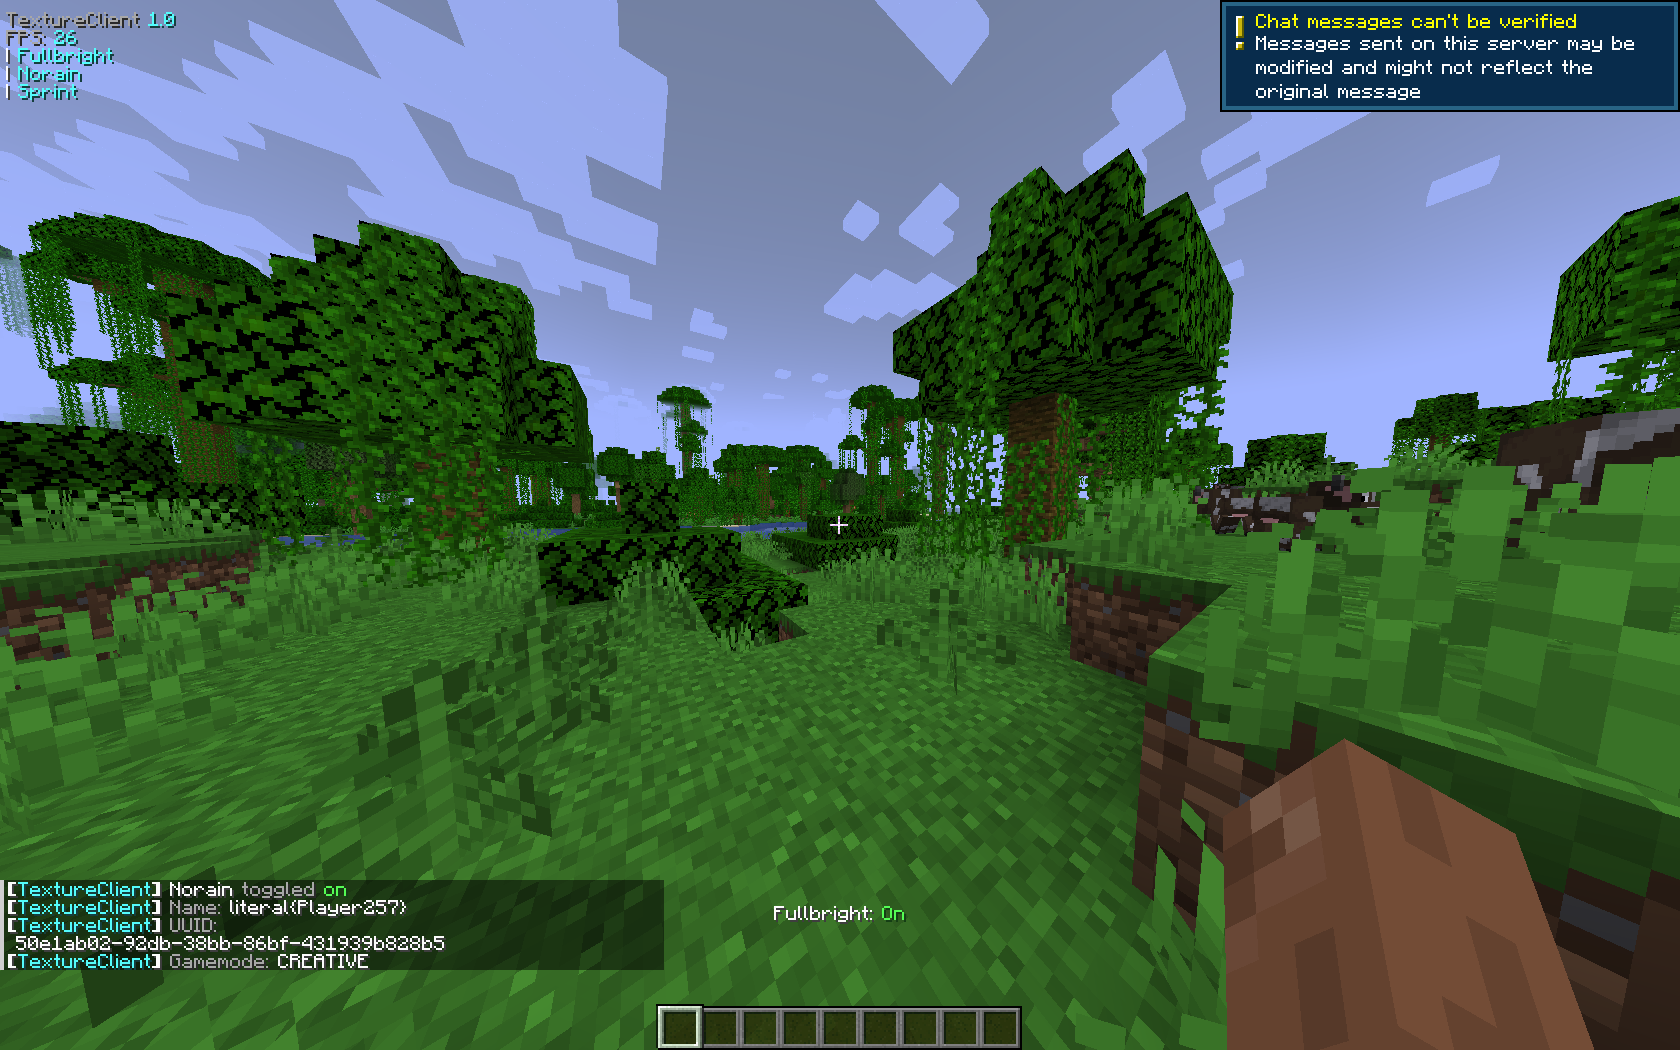 TextureClient 1.0
FPS: 26
| Fullbright
| Norain
| Sprint
Chat messages can't be verified
Messages sent on this server may be
modified and might not reflect the
original message
[TextureClient] Norain toggled on
[TextureClient] Name: literal{Player257}
[TextureClient] UUID:
50e1ab02-92db-38bb-86bf-431939b828b5
[TextureClient] Gamemode: CREATIVE
Fullbright: On